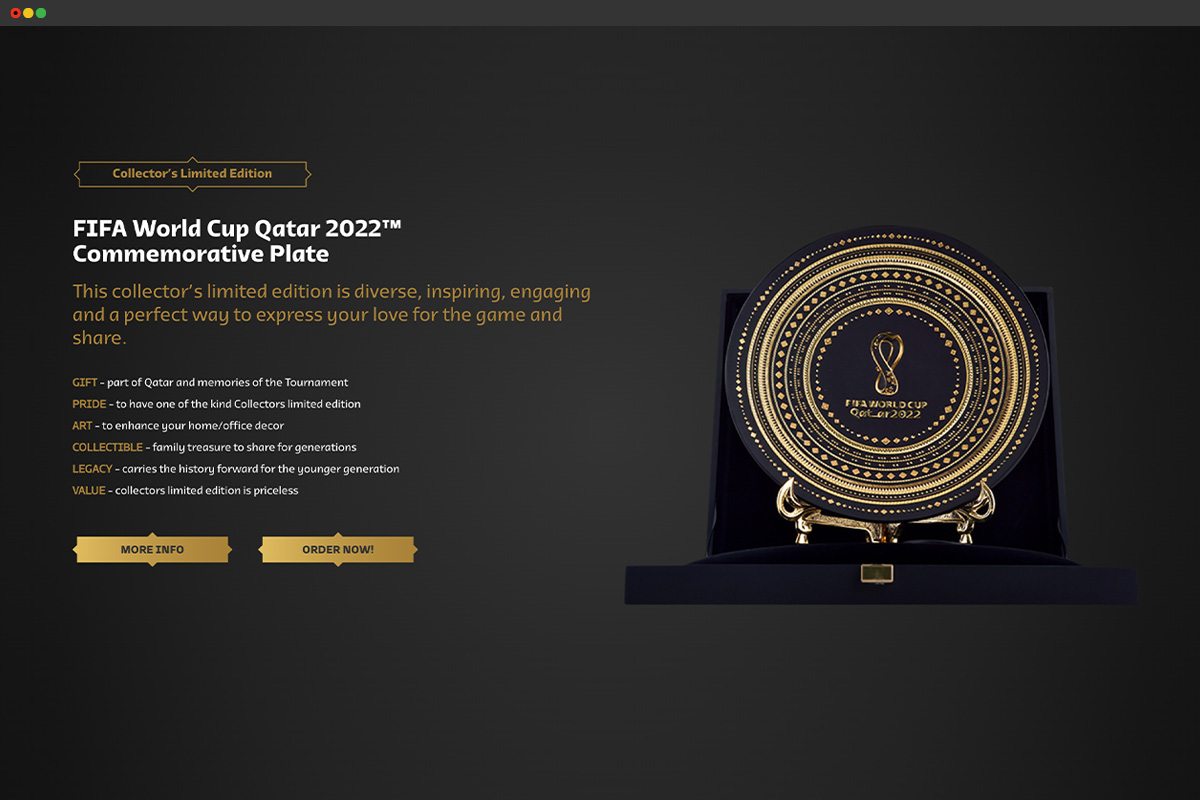 Collector's Limited Edition
FIFA World Cup Qatar 2022™
Commemorative Plate
This collector's limited edition is diverse, inspiring, engaging
and a perfect way to express your love for the game and
share.
GIFT - part of Qatar and memories of the Tournament
PRIDE - to have one of the kind Collectors limited edition
ART - to enhance your home/office decor
COLLECTIBLE - family treasure to share for generations
LEGACY - carries the history forward for the younger generation
VALUE - collectors limited edition is priceless
MORE INFO
ORDER NOW!
FIFA WORLD CUP
Qatar2022